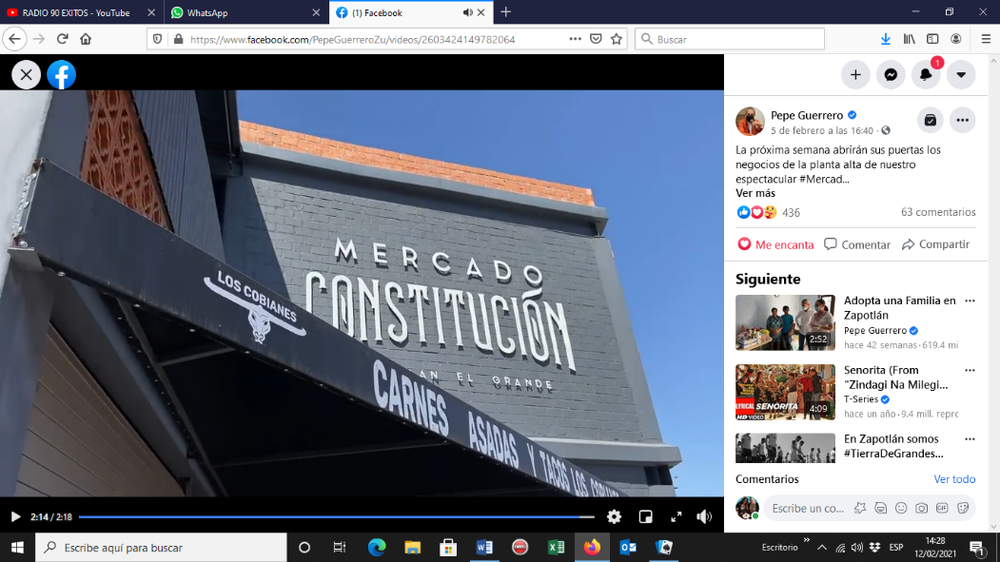 RADIO 90 EXITOS - YouTube
WhatsApp
(1) Facebook
https://www.facebook.com/PepeGuerreroZu/videos/2603424149782064
Buscar
1
MERCADO
CONSTITUCIÓN
AN EL GRANDE
LOS COBIANES
CARNES ASADAS Y TACOS LOS
2:14 / 2:18
Pepe Guerrero
5 de febrero a las 16:40 ·
La próxima semana abrirán sus puertas los
negocios de la planta alta de nuestro
espectacular #Mercad...
Ver más
436
63 comentarios
Me encanta
Comentar
Compartir
Siguiente
Adopta una Familia en
Zapotlán
Pepe Guerrero
hace 42 semanas · 619.4 mi
2:52
Senorita (From
"Zindagi Na Milegi...
T-Series
hace un año · 9.4 mill. repro
LYRICAL SENORITA
HD VIDEO
4:09
En Zapotlán somos
#TierraDeGrandes...
Comentarios
Ver todo
Escribe un co...
GIF
Escribe aquí para buscar
Escritorio
ESP
14:28
12/02/2021
1